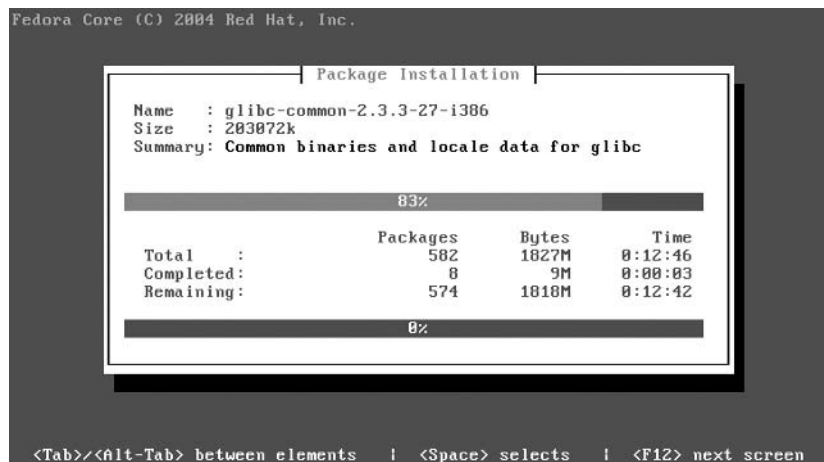 Fedora Core (C) 2004 Red Hat, Inc.
Package Installation
Name : glibc-common-2.3.3-27-i386
Size : 203072k
Summary: Common binaries and locale data for glibc
83%
Packages Bytes Time
Total : 582 1827M 0:12:46
Completed: 8 9M 0:00:03
Remaining: 574 1818M 0:12:42
0%
<Tab>/<Alt-Tab> between elements | <Space> selects | <F12> next screen